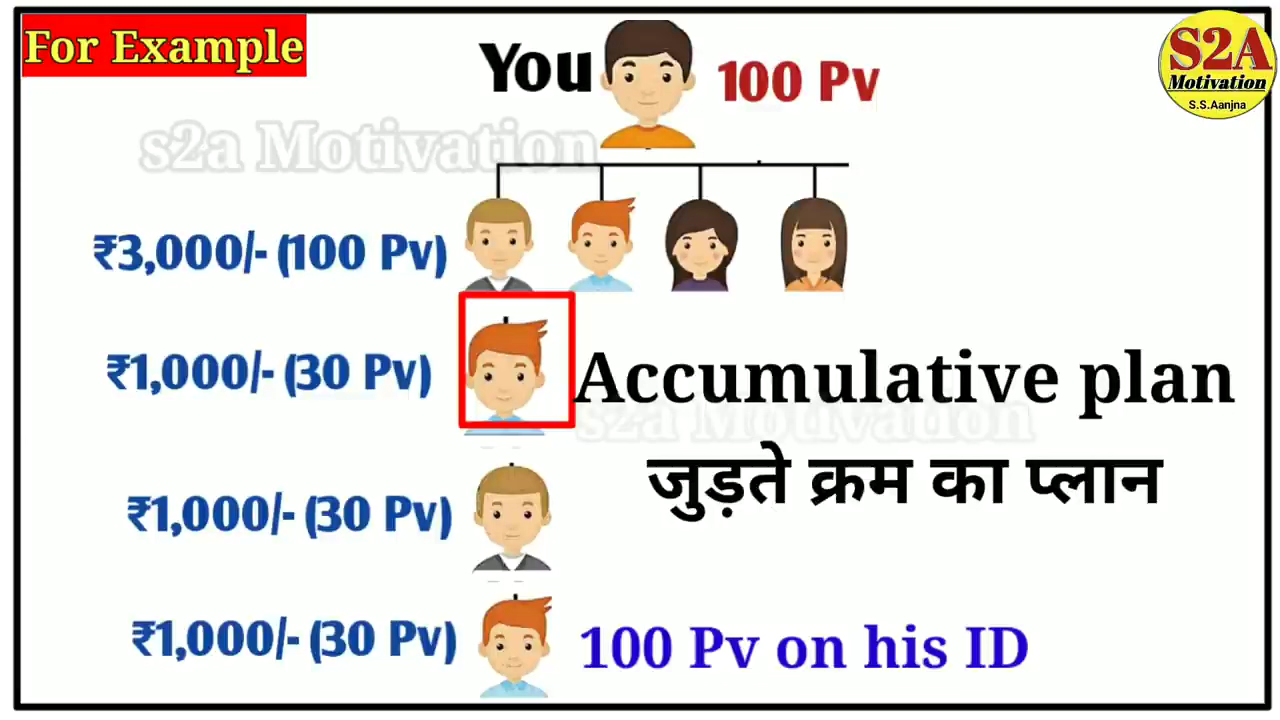 For Example
You 100 Pv
S2A
Motivation
S.S.Aanjna
s2a Motivation
₹3,000/- (100 Pv)
₹1,000/- (30 Pv)
Accumulative plan
s2a Motivation
जुड़ते क्रम का प्लान
₹1,000/- (30 Pv)
₹1,000/- (30 Pv)
100 Pv on his ID